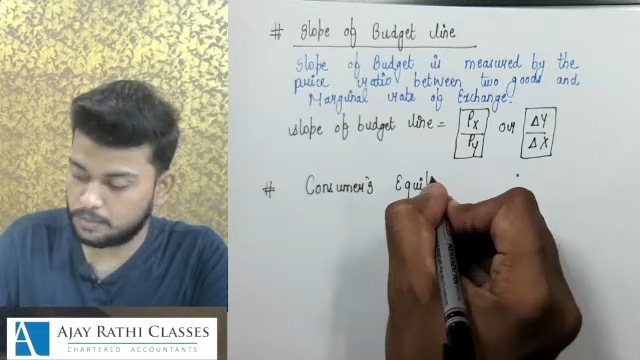 # Slope of Budget line
Slope of Budget is measured by the
price ratio between two goods and
Marginal rate of Exchange.
slope of budget line = Px/Py or ΔY/ΔX
# Consumer's Equil
A AJAY RATHI CLASSES
CHARTERED ACCOUNTANTS